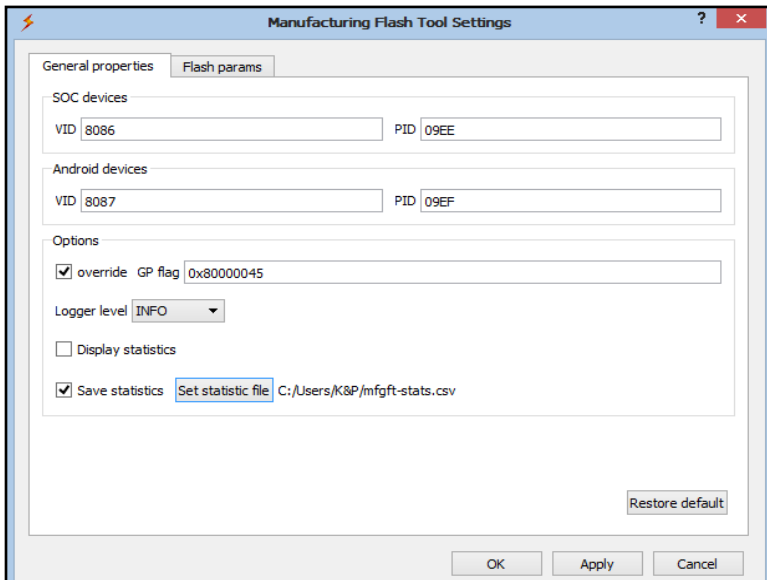 Manufacturing Flash Tool Settings ? ×
General properties Flash params
SOC devices
VID 8086 PID 09EE
Android devices
VID 8087 PID 09EF
Options
override GP flag 0x80000045
Logger level INFO
Display statistics
Save statistics Set statistic file C:/Users/K&P/mfgft-stats.csv
Restore default
OK Apply Cancel